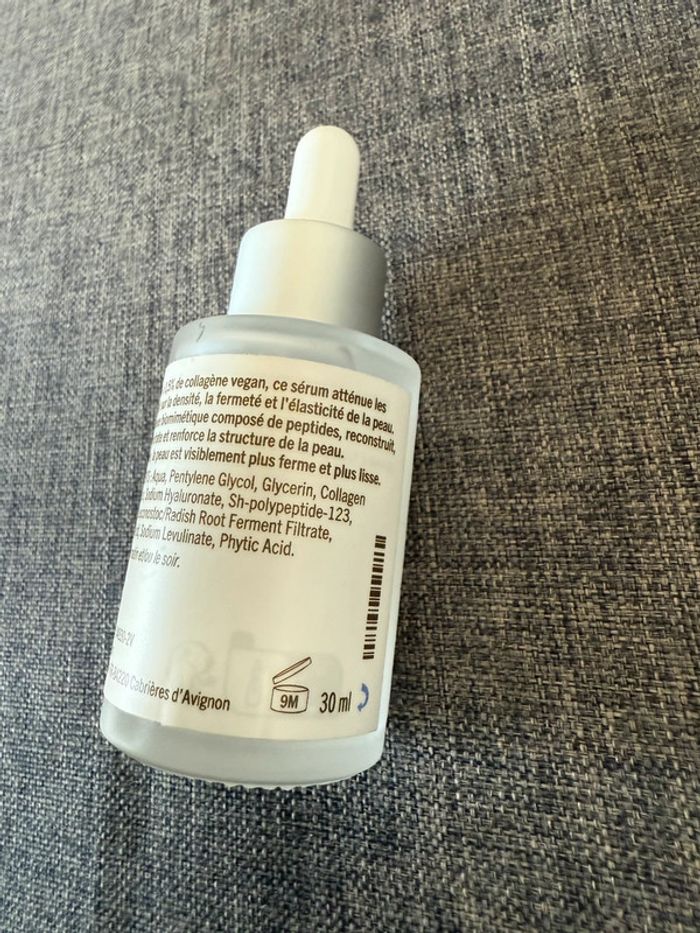 de collagène vegan, ce sérum atténue les
la densité, la fermeté et l'élasticité de la peau.
biomimétique composé de peptides, reconstruit,
et renforce la structure de la peau.
peau est visiblement plus ferme et plus lisse.
Aqua, Pentylene Glycol, Glycerin, Collagen
Sodium Hyaluronate, Sh-polypeptide-123,
/Radish Root Ferment Filtrate,
Sodium Levulinate, Phytic Acid.
et/ou le soir.
84220 Cabrières d'Avignon
9M
30 ml